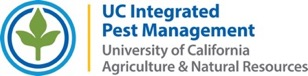 UC Integrated
Pest Management
University of California
Agriculture & Natural Resources